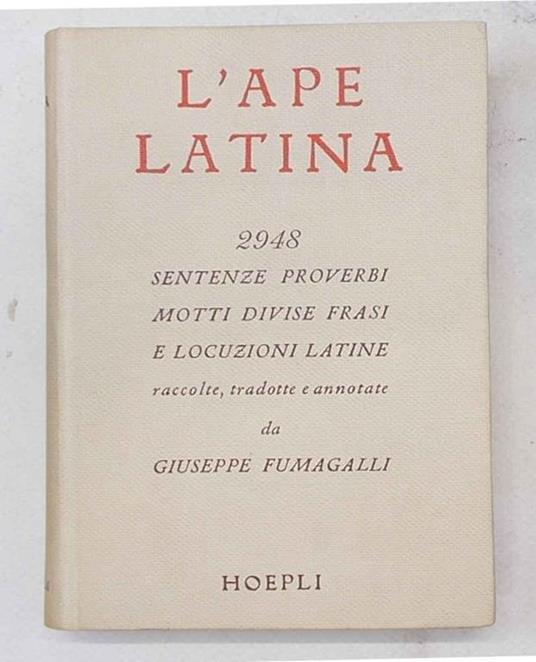 L'APE
LATINA
2948
SENTENZE PROVERBI
MOTTI DIVISE FRASI
E LOCUZIONI LATINE
raccolte, tradotte e annotate
da
GIUSEPPE FUMAGALLI
HOEPLI